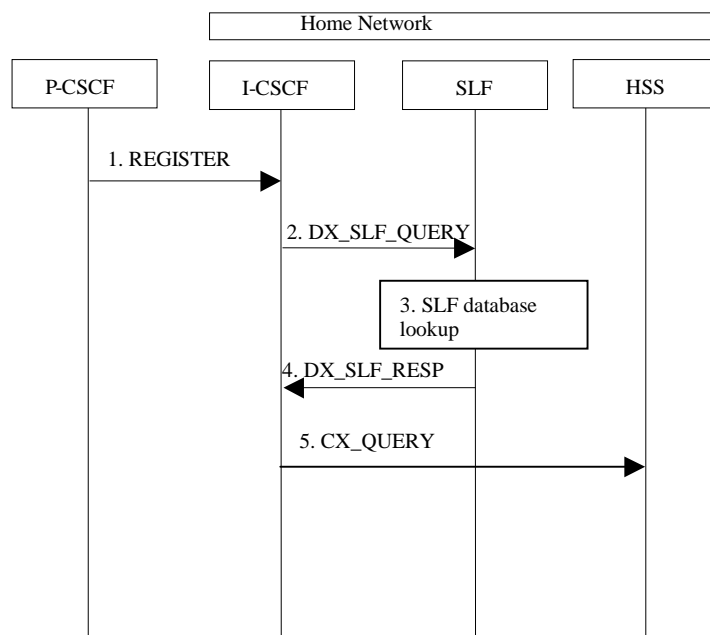 Home Network
P-CSCF
I-CSCF
SLF
HSS
1. REGISTER
2. DX_SLF_QUERY
3. SLF database
lookup
4. DX_SLF_RESP
5. CX_QUERY